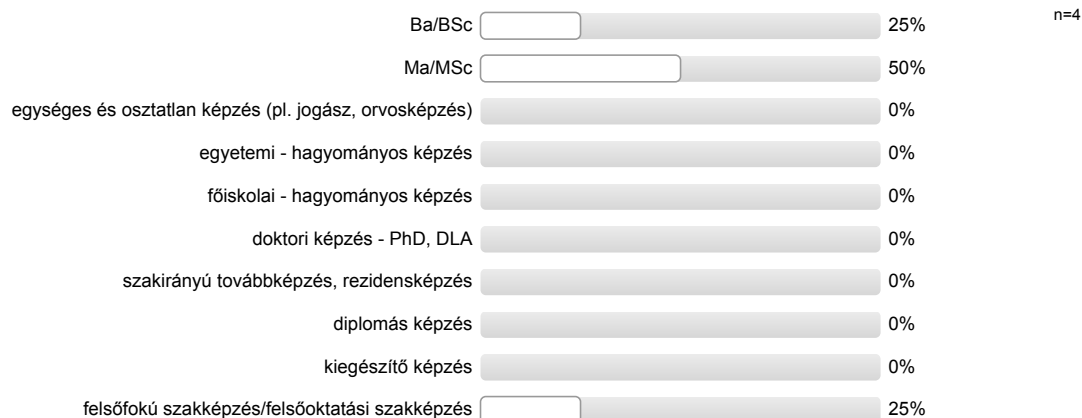 Ba/BSc 25% n=4
Ma/MSc 50%
egységes és osztatlan képzés (pl. jogász, orvosképzés) 0%
egyetemi - hagyományos képzés 0%
főiskolai - hagyományos képzés 0%
doktori képzés - PhD, DLA 0%
szakirányú továbbképzés, rezidensképzés 0%
diplomás képzés 0%
kiegészítő képzés 0%
felsőfokú szakképzés/felsőoktatási szakképzés 25%